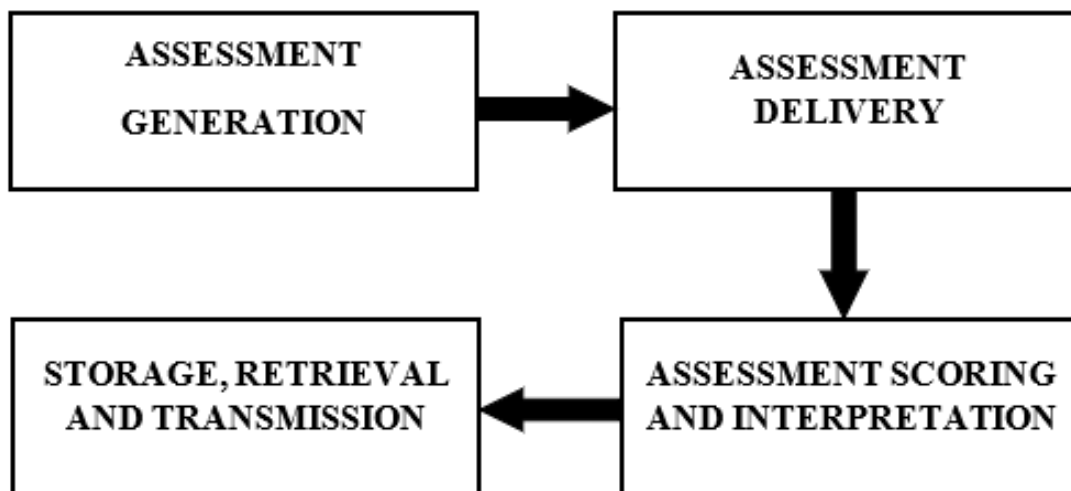 ASSESSMENT
GENERATION
ASSESSMENT
DELIVERY
ASSESSMENT SCORING
AND INTERPRETATION
STORAGE, RETRIEVAL
AND TRANSMISSION